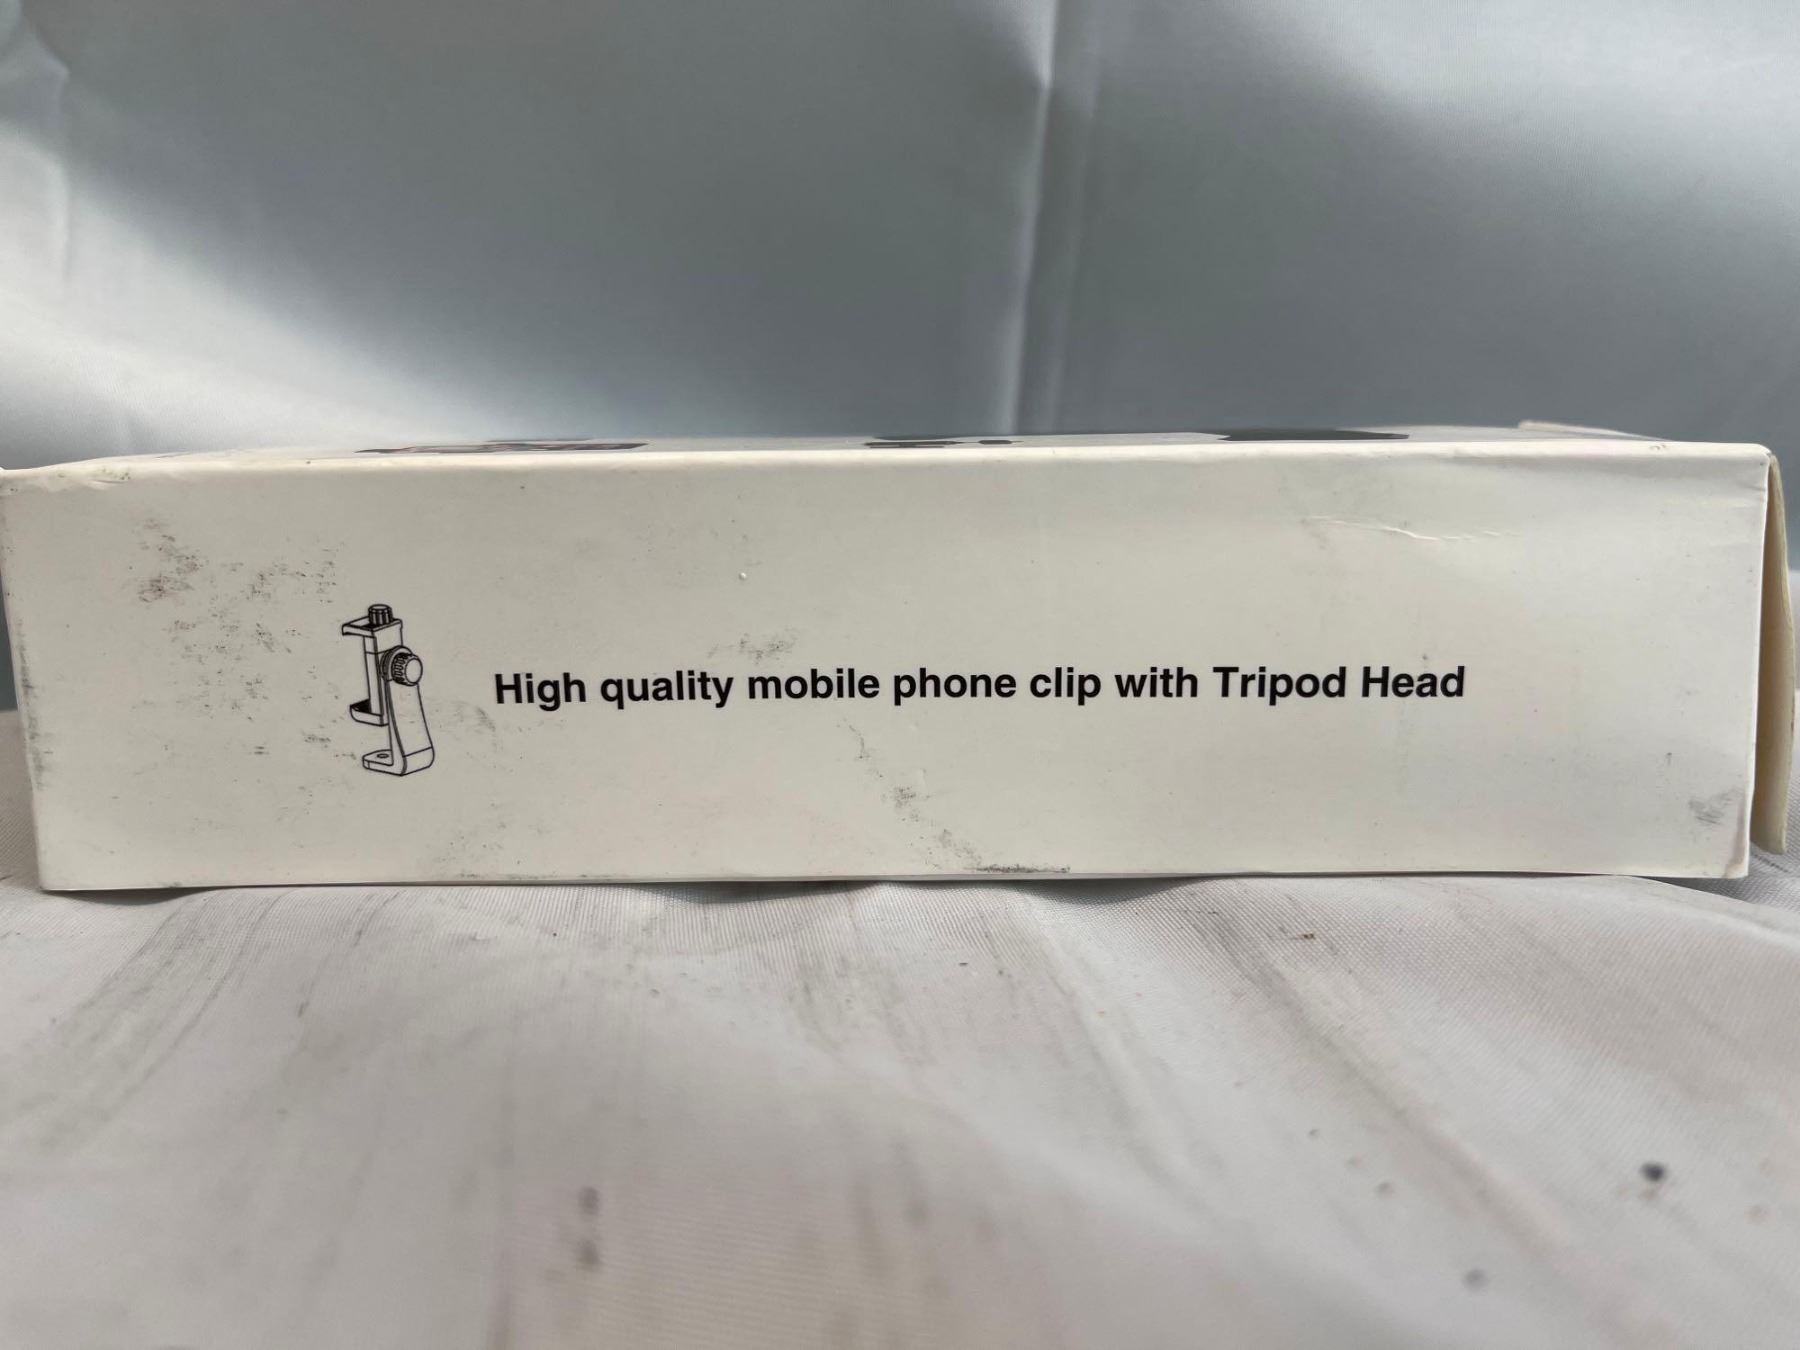 High quality mobile phone clip with Tripod Head